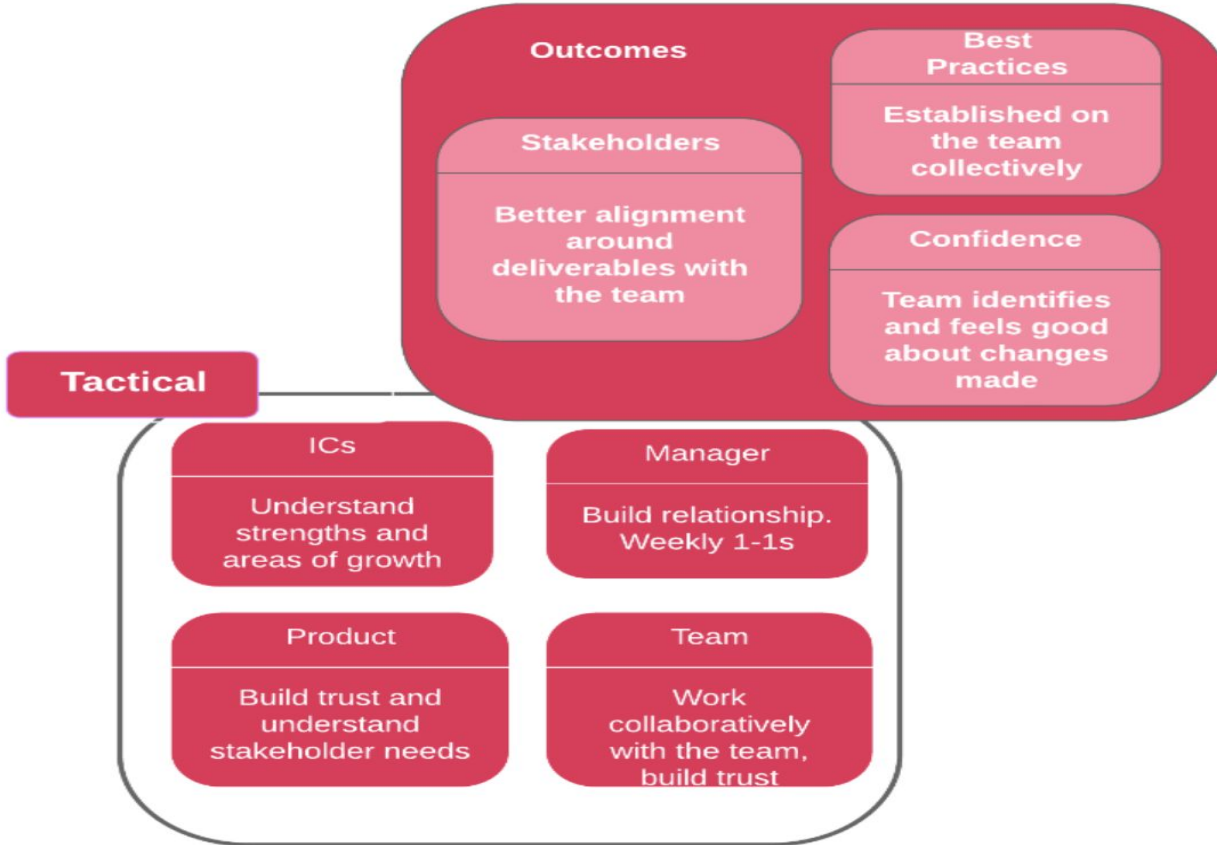 Outcomes
Stakeholders
Better alignment
around
deliverables with
the team
Best
Practices
Established on
the team
collectively
Confidence
Team identifies
and feels good
about changes
made
Tactical
ICs
Understand
strengths and
areas of growth
Manager
Build relationship.
Weekly 1-1s
Product
Build trust and
understand
stakeholder needs
Team
Work
collaboratively
with the team,
build trust